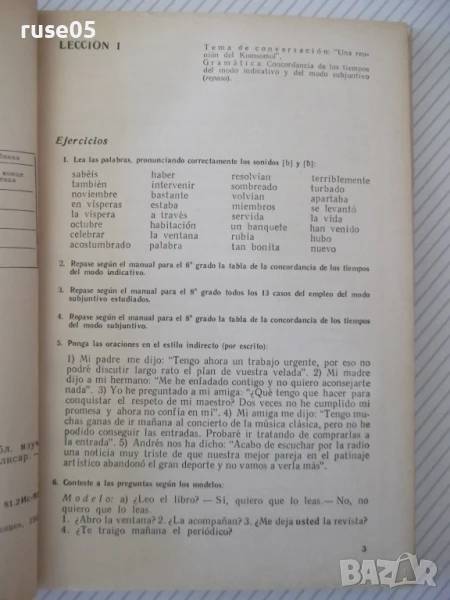 ruse05
LECCIÓN 1
Tema de conversación: "Una reu-
nión del Komsomol".
Gramática: Concordancia de los tiempos
del modo indicativo y del modo subjuntivo
(repaso).
Ejercicios
1. Lea las palabras, pronunciando correctamente los sonidos [b] y [ƀ]:
sabéis haber resolvían terriblemente
también intervenir sombreado turbado
noviembre bastante volvían apartaba
en vísperas estaba miembros se levantó
la víspera a través servida la vida
octubre habitación un banquete han venido
celebrar la ventana rubia hubo
acostumbrado palabra tan bonita nuevo
2. Repase según el manual para el 6° grado la tabla de la concordancia de los tiempos
del modo indicativo.
3. Repase según el manual para el 8° grado todos los 13 casos del empleo del modo
subjuntivo estudiados.
4. Repase según el manual para el 8° grado la tabla de la concordancia de los tiempos
del modo subjuntivo.
5. Ponga las oraciones en el estilo indirecto (por escrito):
1) Mi padre me dijo: "Tengo ahora un trabajo urgente, por eso no
podré discutir largo rato el plan de vuestra velada". 2) Mi madre
dijo a mi hermano: "Me he enfadado contigo y no quiero aconsejarte
nada". 3) Yo pregunto a mi amiga: "¿Qué tengo que hacer para
conquistar el respeto de mi maestro? Dos veces no he cumplido mi
promesa y ahora no confía en mí". 4) Mi amiga me dijo: "Tengo mu-
chas ganas de ir mañana al concierto de la música clásica, pero no he
podido conseguir las entradas. Probaré ir tratando de comprarlas a
la entrada". 5) Andrés nos ha dicho: "Acabo de escuchar por la radio
una noticia muy triste de que nuestra mejor pareja en el patinaje
artístico abandonó el gran deporte y no vamos a verla más".
6. Conteste a las preguntas según los modelos:
Modelo: a) ¿Leo el libro? — Sí, quiero que lo leas. — No, no
quiero que lo leas.
1. ¿Abro la ventana? 2. ¿La acompañan? 3. ¿Me deja usted la revista?
4. ¿Te traigo mañana el periódico?
3
BAZAR
bg